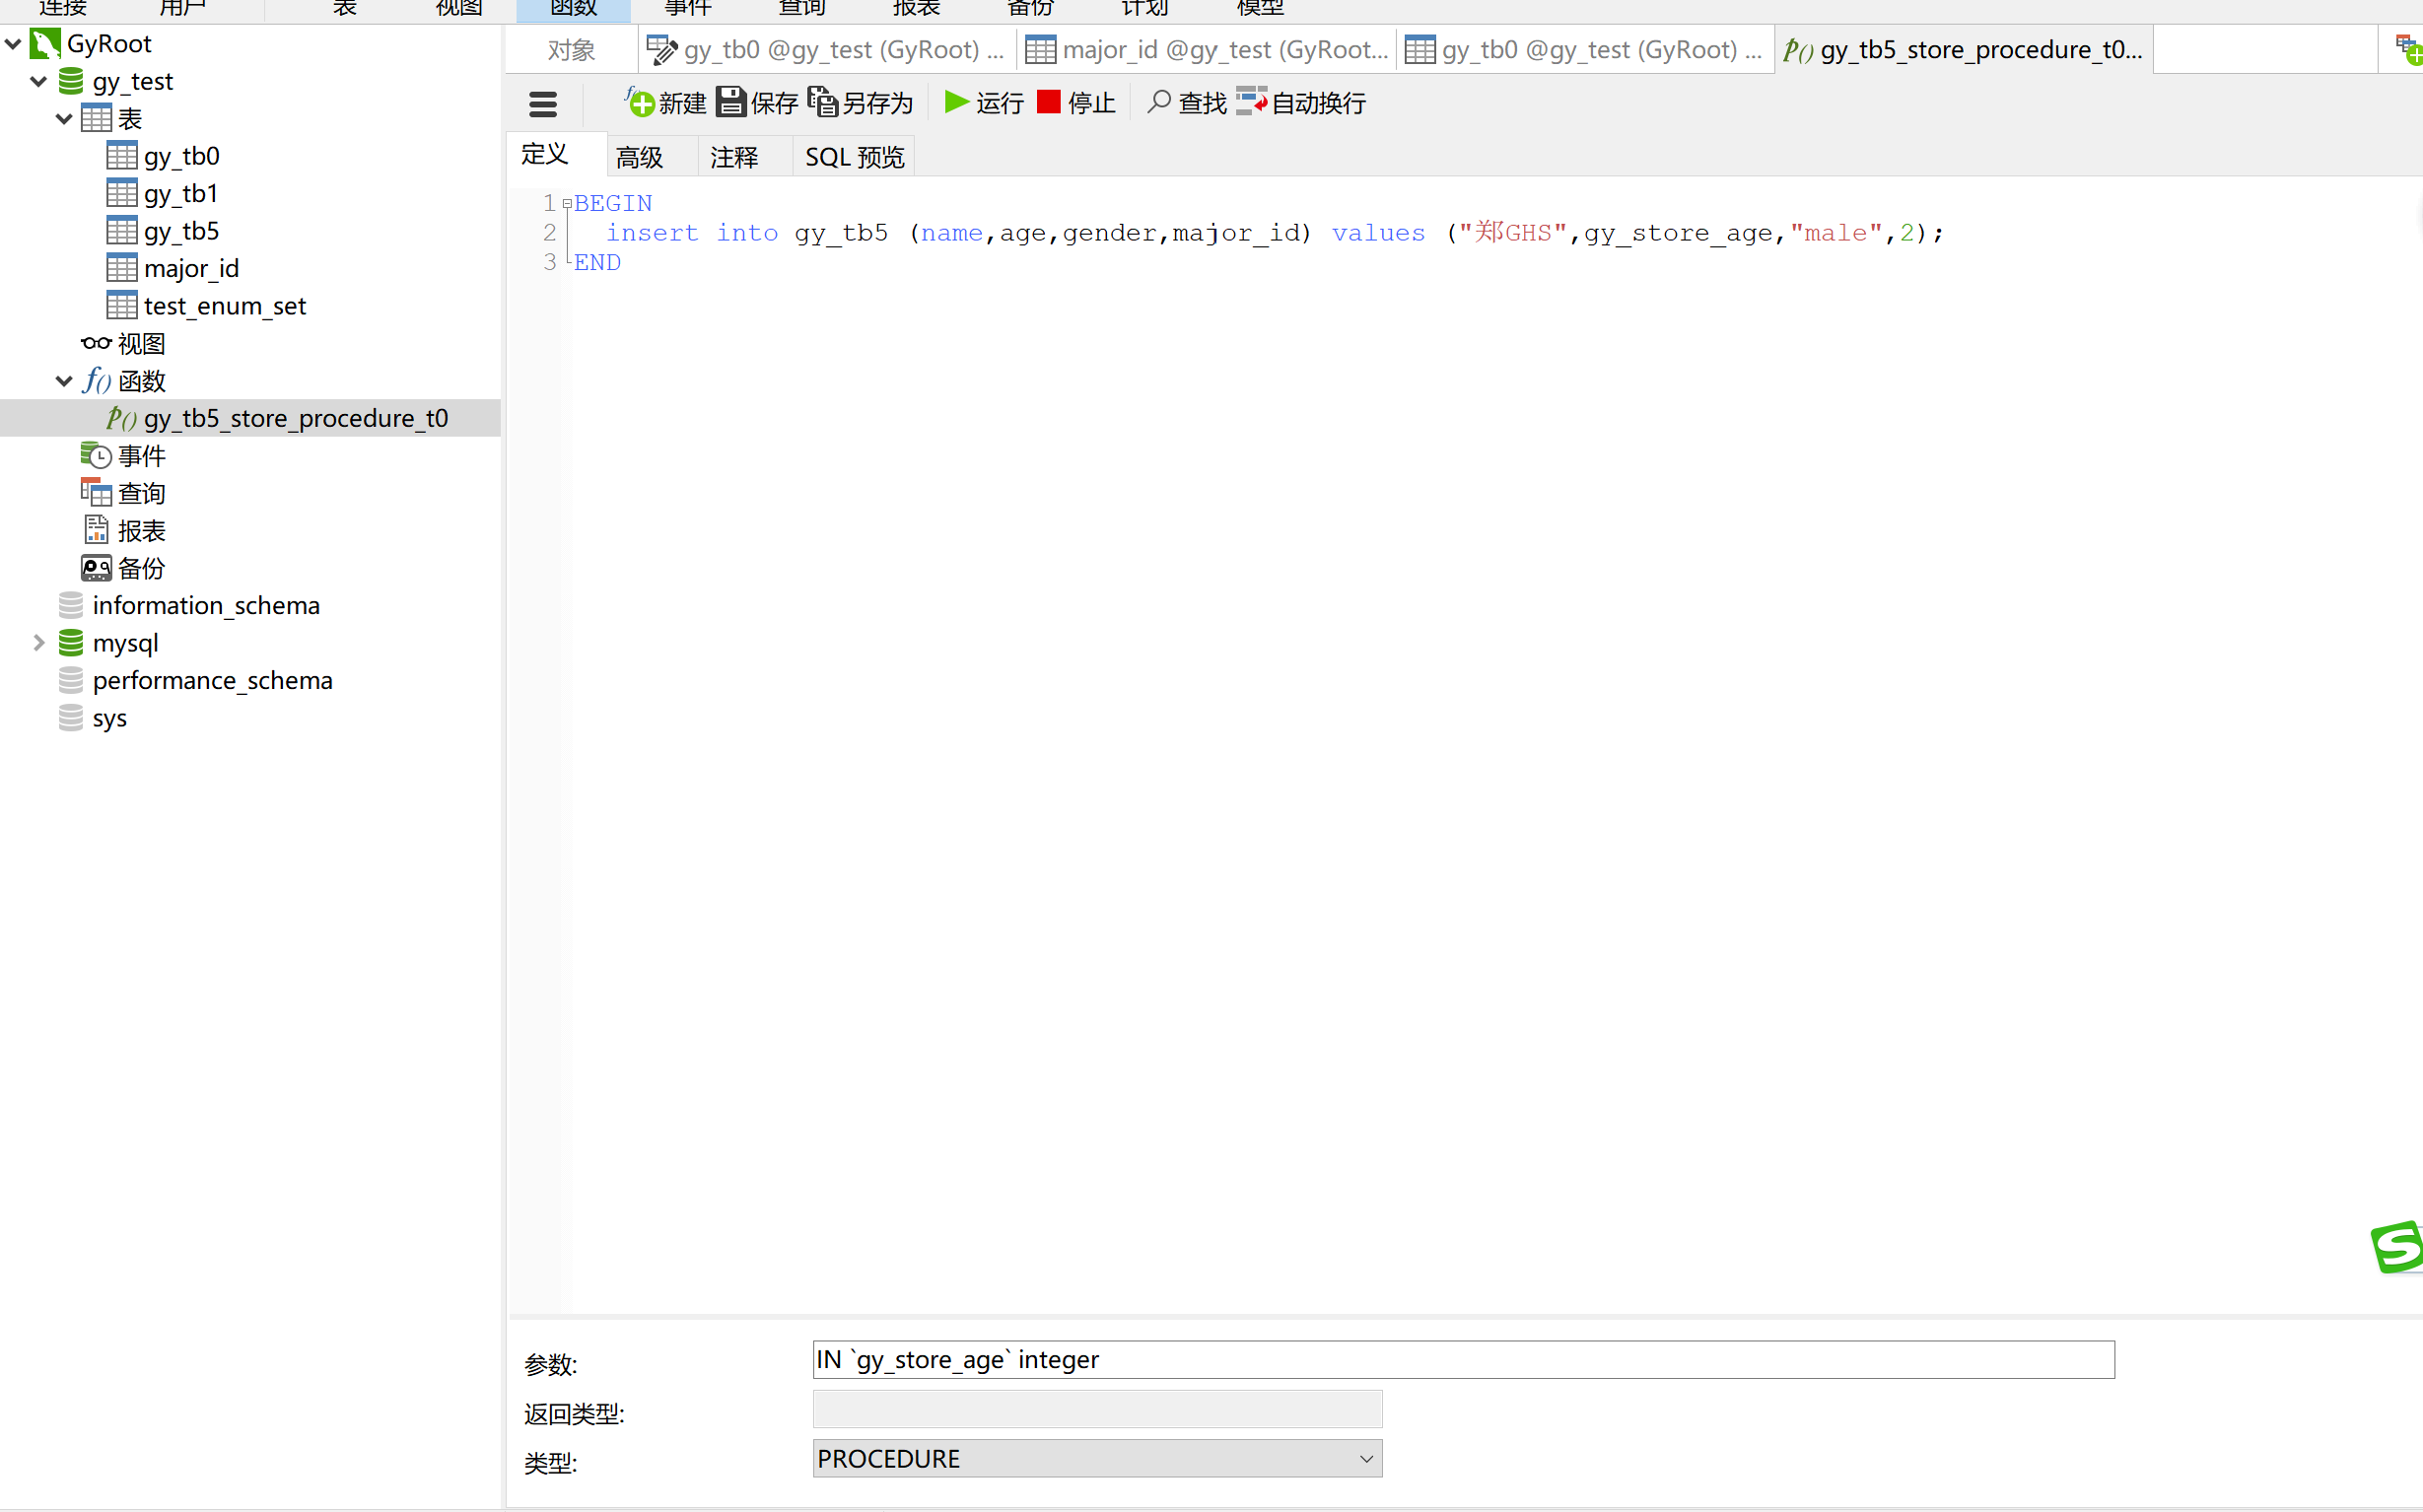 连接 用户 表 视图 函数 事件 查询 报表 备份 计划 模型
GyRoot
gy_test
表
gy_tb0
gy_tb1
gy_tb5
major_id
test_enum_set
视图
函数
gy_tb5_store_procedure_t0
事件
查询
报表
备份
information_schema
mysql
performance_schema
sys
对象 gy_tb0 @gy_test (GyRoot) ... major_id @gy_test (GyRoot... gy_tb0 @gy_test (GyRoot) ... gy_tb5_store_procedure_t0...
新建 保存 另存为 运行 停止 查找 自动换行
定义 高级 注释 SQL 预览
1 BEGIN
2 insert into gy_tb5 (name,age,gender,major_id) values ("郑GHS",gy_store_age,"male",2);
3 END
参数: IN `gy_store_age` integer
返回类型:
类型: PROCEDURE